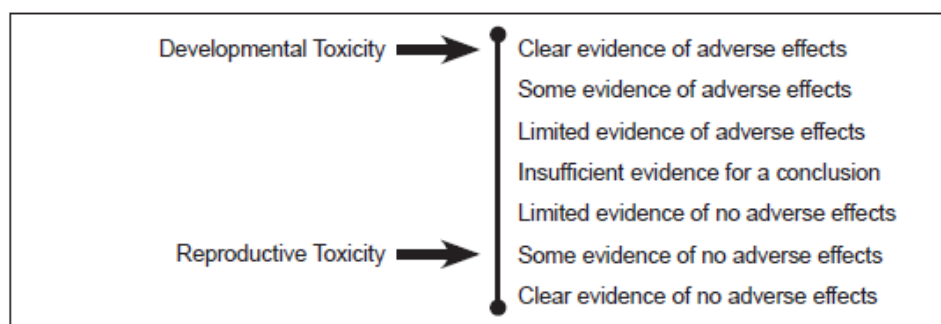 Developmental Toxicity Clear evidence of adverse effects
Some evidence of adverse effects
Limited evidence of adverse effects
Insufficient evidence for a conclusion
Limited evidence of no adverse effects
Reproductive Toxicity Some evidence of no adverse effects
Clear evidence of no adverse effects